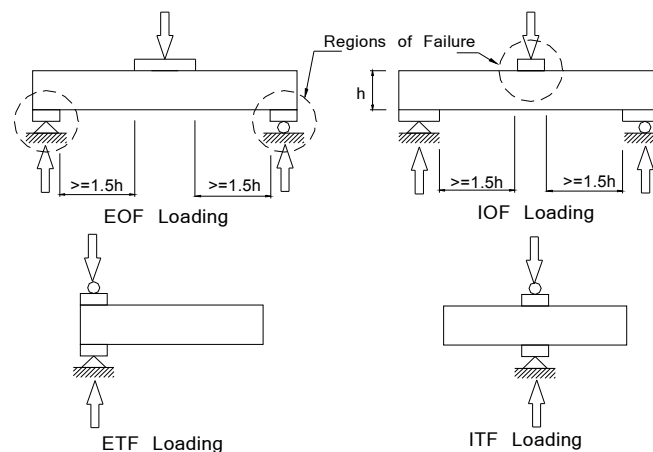 Regions of Failure
h
>=1.5h
>=1.5h
>=1.5h
>=1.5h
EOF Loading
IOF Loading
ETF Loading
ITF Loading